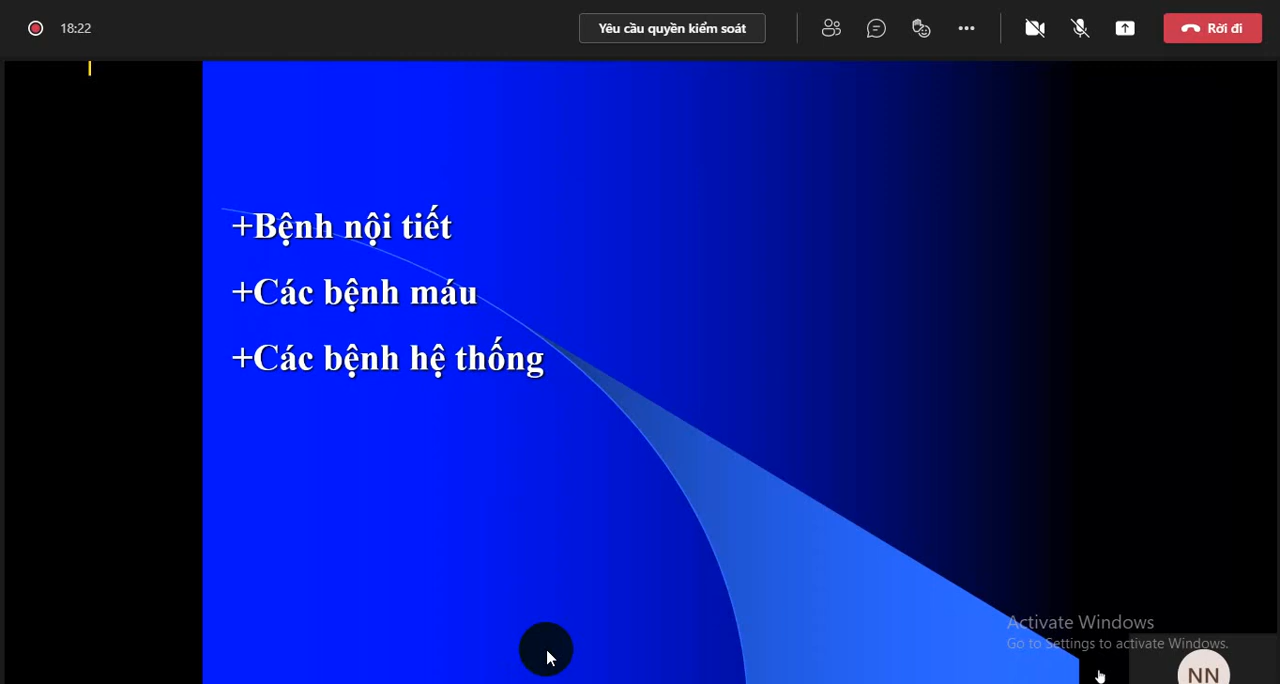 18:22
Yêu cầu quyền kiểm soát
Rời đi
+Bệnh nội tiết
+Các bệnh máu
+Các bệnh hệ thống
Activate Windows
Go to Settings to activate Windows.
NN